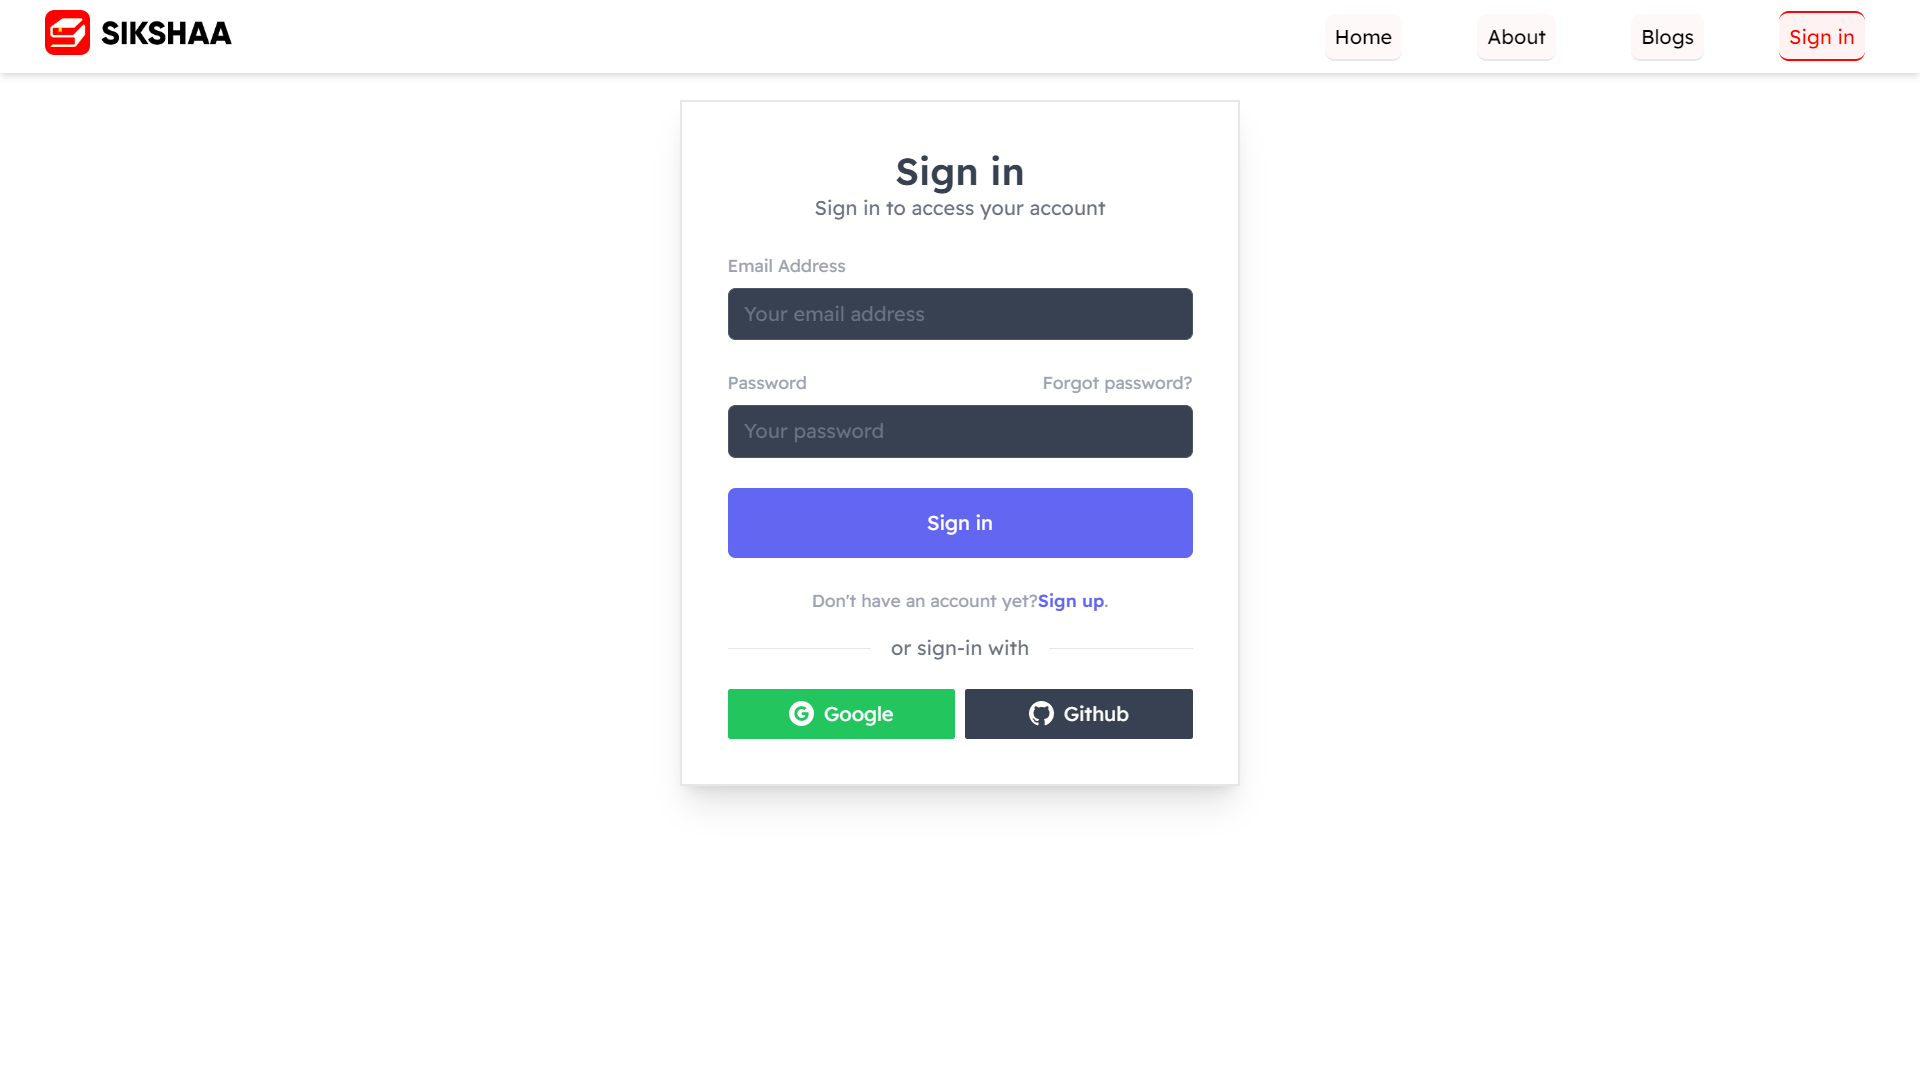 SIKSHAA
Home
About
Blogs
Sign in
Sign in
Sign in to access your account
Email Address
Your email address
Password
Forgot password?
Your password
Sign in
Don't have an account yet?Sign up.
or sign-in with
Google
Github